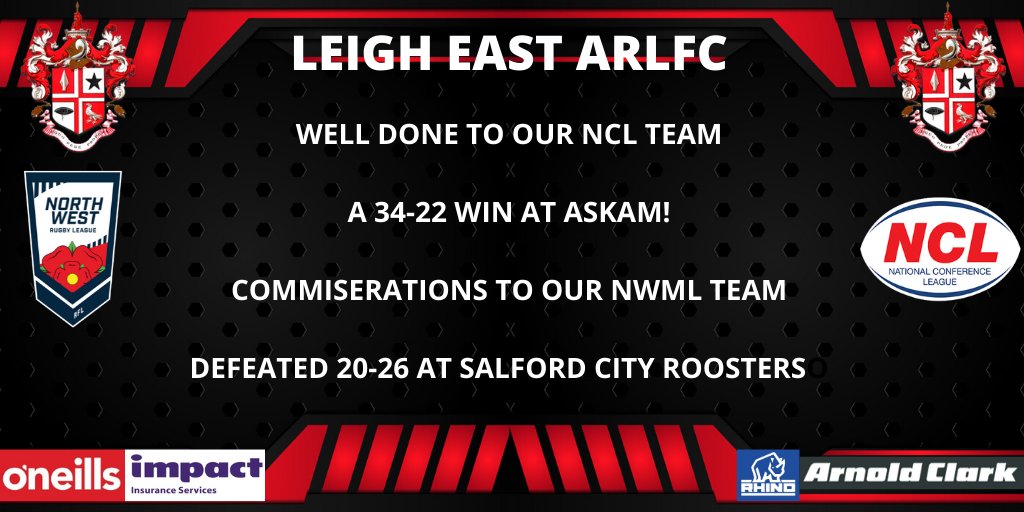 LEIGH EAST ARLFC
WELL DONE TO OUR NCL TEAM
A 34-22 WIN AT ASKAM!
COMMISERATIONS TO OUR NWML TEAM
DEFEATED 20-26 AT SALFORD CITY ROOSTERS
NORTH
WEST
RUGBY LEAGUE
RFL
NCL
NATIONAL CONFERENCE
LEAGUE
o'neills
impact
Insurance Services
RHINO
Arnold Clark